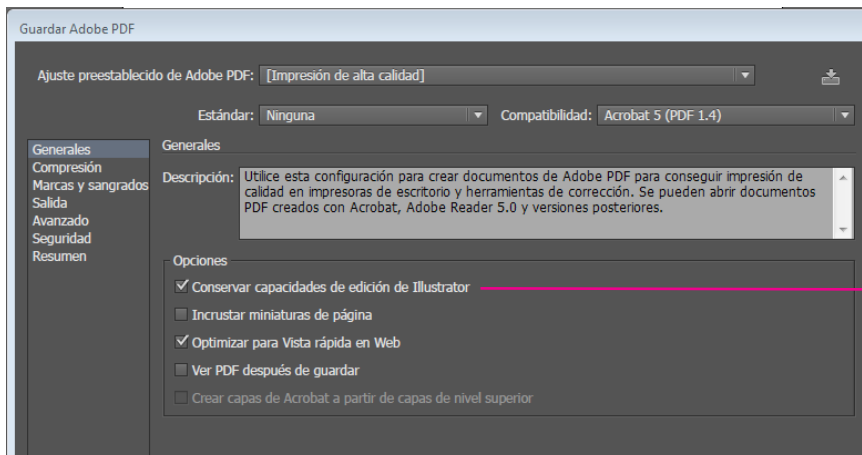 Guardar Adobe PDF
Ajuste preestablecido de Adobe PDF: [Impresión de alta calidad]
Estándar: Ninguna Compatibilidad: Acrobat 5 (PDF 1.4)
Generales
Compresión
Marcas y sangrados
Salida
Avanzado
Seguridad
Resumen
Generales
Descripción: Utilice esta configuración para crear documentos de Adobe PDF para conseguir impresión de
calidad en impresoras de escritorio y herramientas de corrección. Se pueden abrir documentos
PDF creados con Acrobat, Adobe Reader 5.0 y versiones posteriores.
Opciones
Conservar capacidades de edición de Illustrator
Incrustar miniaturas de página
Optimizar para Vista rápida en Web
Ver PDF después de guardar
Crear capas de Acrobat a partir de capas de nivel superior